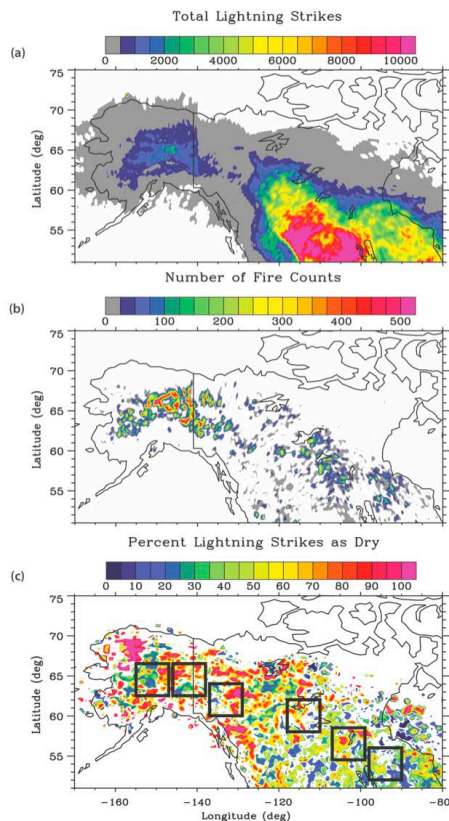 Total Lightning Strikes
(a)
0 2000 4000 6000 8000 10000
75
70
65
60
55
Latitude (deg)
Number of Fire Counts
(b)
0 100 200 300 400 500
75
70
65
60
55
Latitude (deg)
Percent Lightning Strikes as Dry
(c)
0 10 20 30 40 50 60 70 80 90 100
75
70
65
60
55
Latitude (deg)
-160 -140 -120 -100 -80
Longitude (deg)